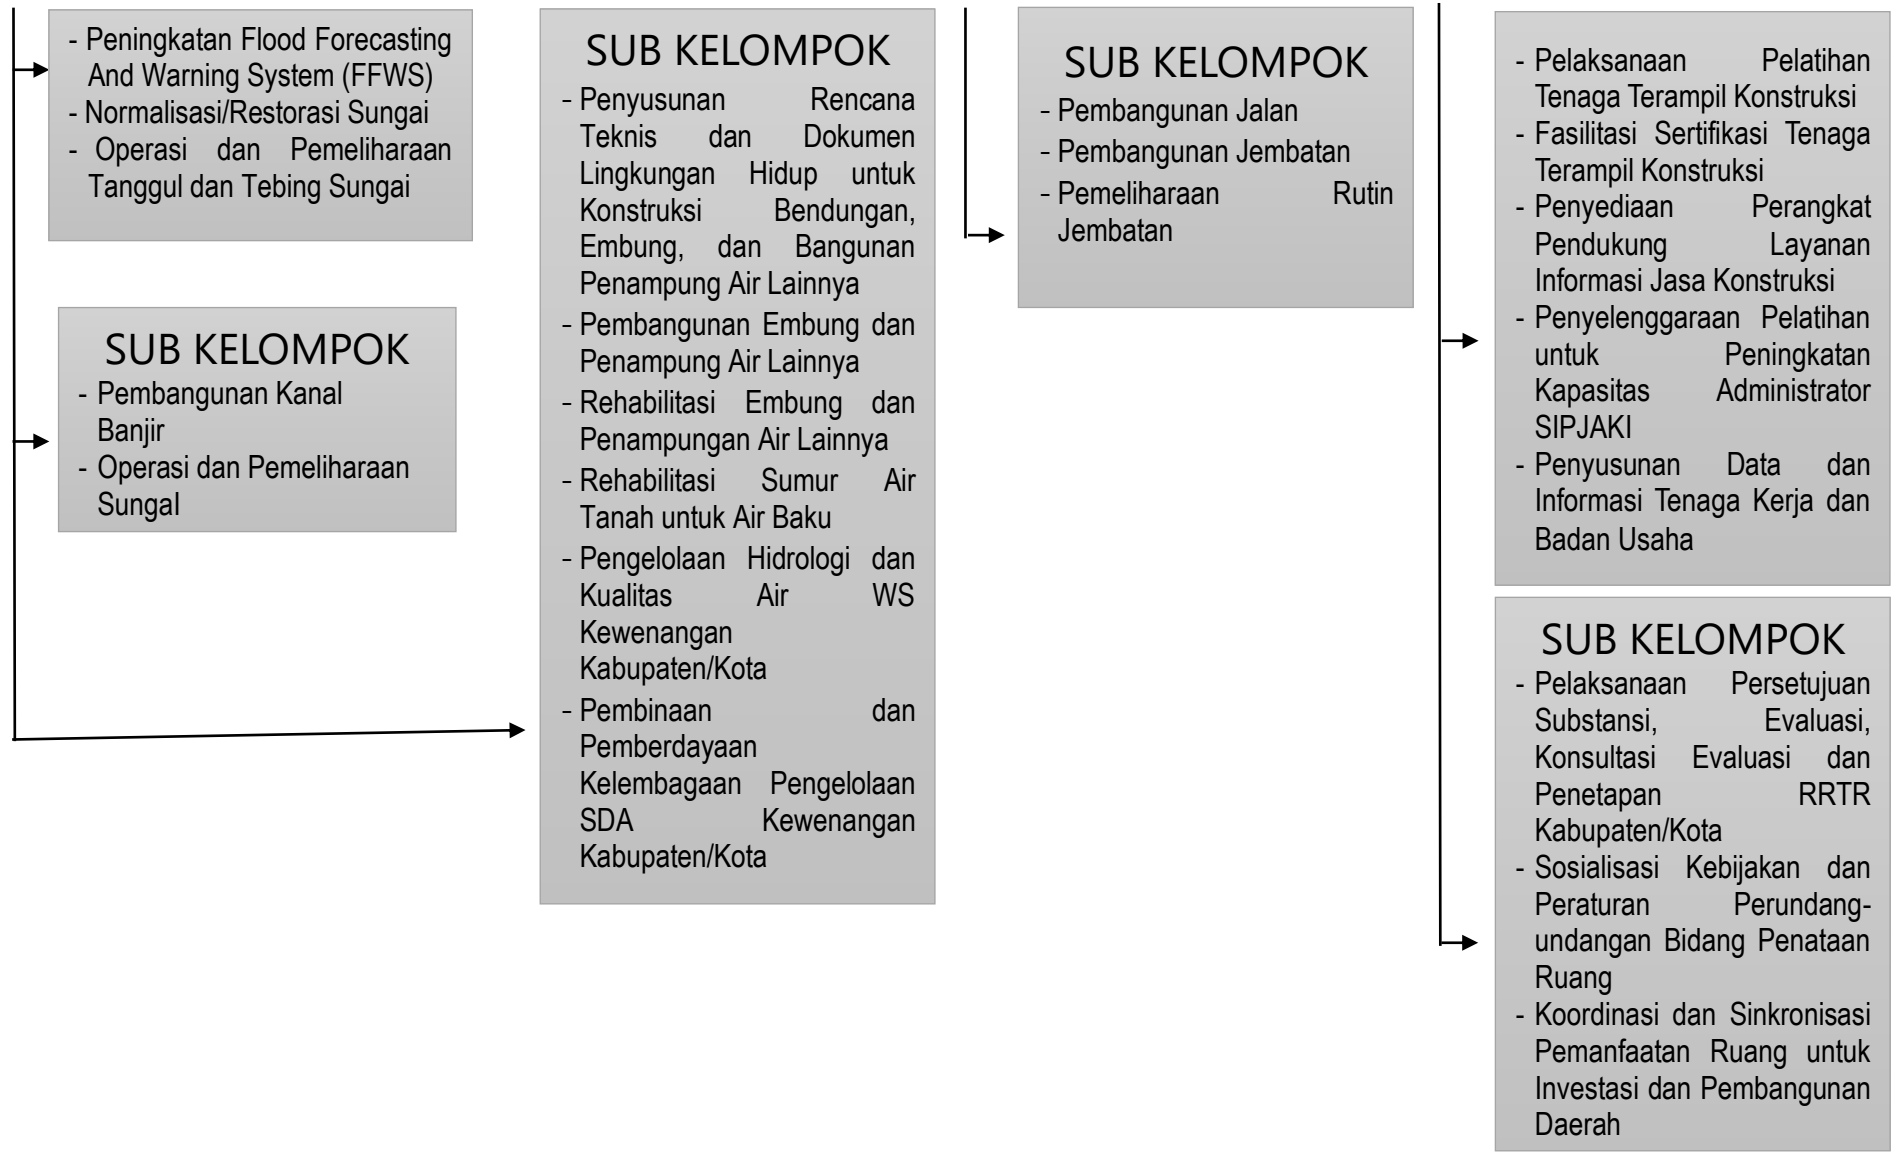 - Peningkatan Flood Forecasting
And Warning System (FFWS)
- Normalisasi/Restorasi Sungai
- Operasi dan Pemeliharaan
Tanggul dan Tebing Sungai
SUB KELOMPOK
- Pembangunan Kanal
Banjir
- Operasi dan Pemeliharaan
SungaI
SUB KELOMPOK
- Penyusunan Rencana
Teknis dan Dokumen
Lingkungan Hidup untuk
Konstruksi Bendungan,
Embung, dan Bangunan
Penampung Air Lainnya
- Pembangunan Embung dan
Penampung Air Lainnya
- Rehabilitasi Embung dan
Penampungan Air Lainnya
- Rehabilitasi Sumur Air
Tanah untuk Air Baku
- Pengelolaan Hidrologi dan
Kualitas Air WS
Kewenangan
Kabupaten/Kota
- Pembinaan dan
Pemberdayaan
Kelembagaan Pengelolaan
SDA Kewenangan
Kabupaten/Kota
SUB KELOMPOK
- Pembangunan Jalan
- Pembangunan Jembatan
- Pemeliharaan Rutin
Jembatan
- Pelaksanaan Pelatihan
Tenaga Terampil Konstruksi
- Fasilitasi Sertifikasi Tenaga
Terampil Konstruksi
- Penyediaan Perangkat
Pendukung Layanan
Informasi Jasa Konstruksi
- Penyelenggaraan Pelatihan
untuk Peningkatan
Kapasitas Administrator
SIPJAKI
- Penyusunan Data dan
Informasi Tenaga Kerja dan
Badan Usaha
SUB KELOMPOK
- Pelaksanaan Persetujuan
Substansi, Evaluasi,
Konsultasi Evaluasi dan
Penetapan RRTR
Kabupaten/Kota
- Sosialisasi Kebijakan dan
Peraturan Perundang-
undangan Bidang Penataan
Ruang
- Koordinasi dan Sinkronisasi
Pemanfaatan Ruang untuk
Investasi dan Pembangunan
Daerah